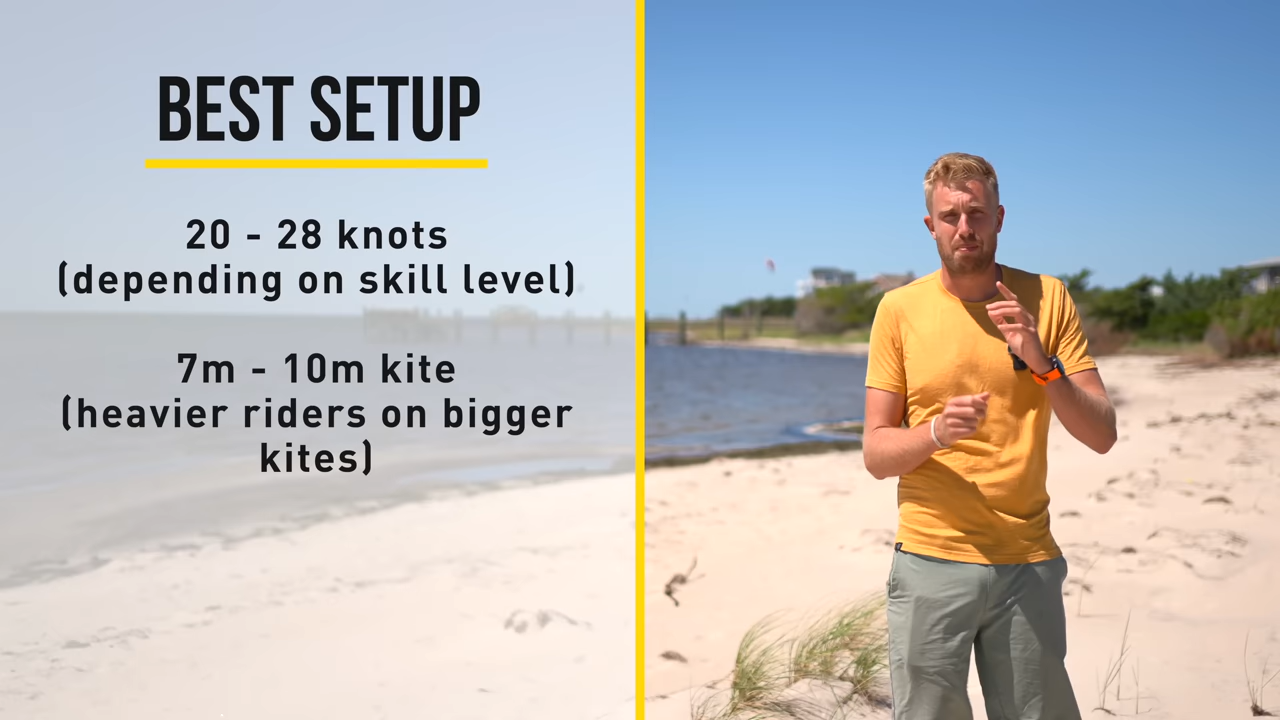 BEST SETUP
20 - 28 knots
(depending on skill level)
7m - 10m kite
(heavier riders on bigger
kites)